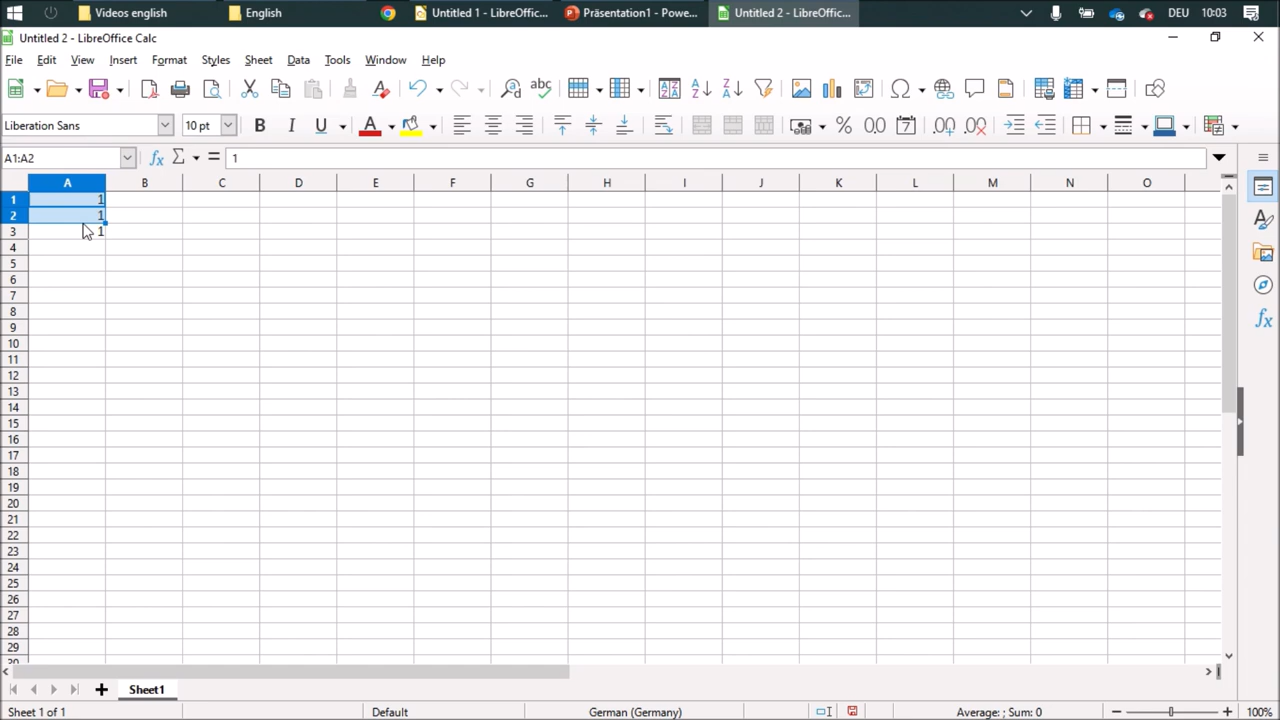 Videos english
English
Untitled 1 - LibreOffic...
Präsentation1 - Powe...
Untitled 2 - LibreOffic...
DEU
10:03
Untitled 2 - LibreOffice Calc
File Edit View Insert Format Styles Sheet Data Tools Window Help
Liberation Sans
10 pt
A1:A2
1
A B C D E F G H I J K L M N O
1 1
2 1
3 1
4
5
6
7
8
9
10
11
12
13
14
15
16
17
18
19
20
21
22
23
24
25
26
27
28
29
30
Sheet1
Sheet 1 of 1
Default
German (Germany)
Average: ; Sum: 0
100%